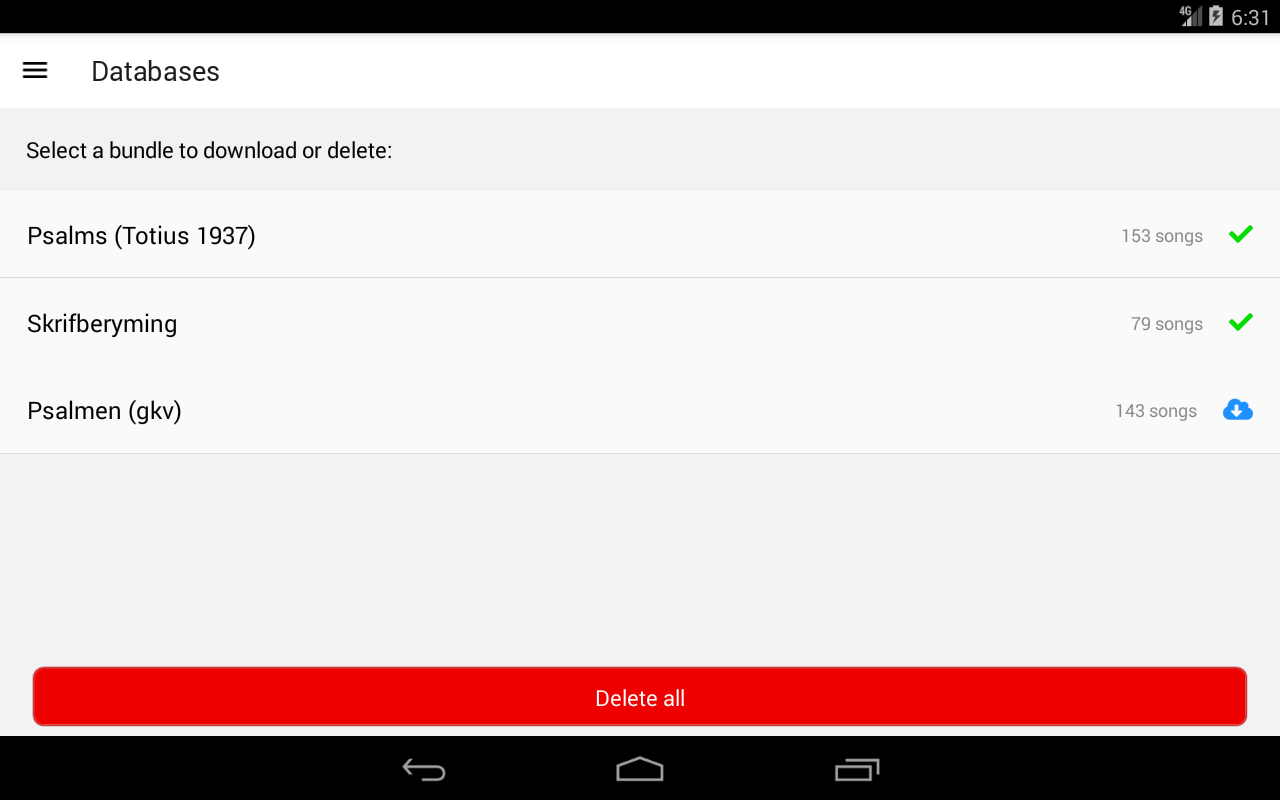 4G 6:31
Databases
Select a bundle to download or delete:
Psalms (Totius 1937) 153 songs
Skrifberyming 79 songs
Psalmen (gkv) 143 songs
Delete all